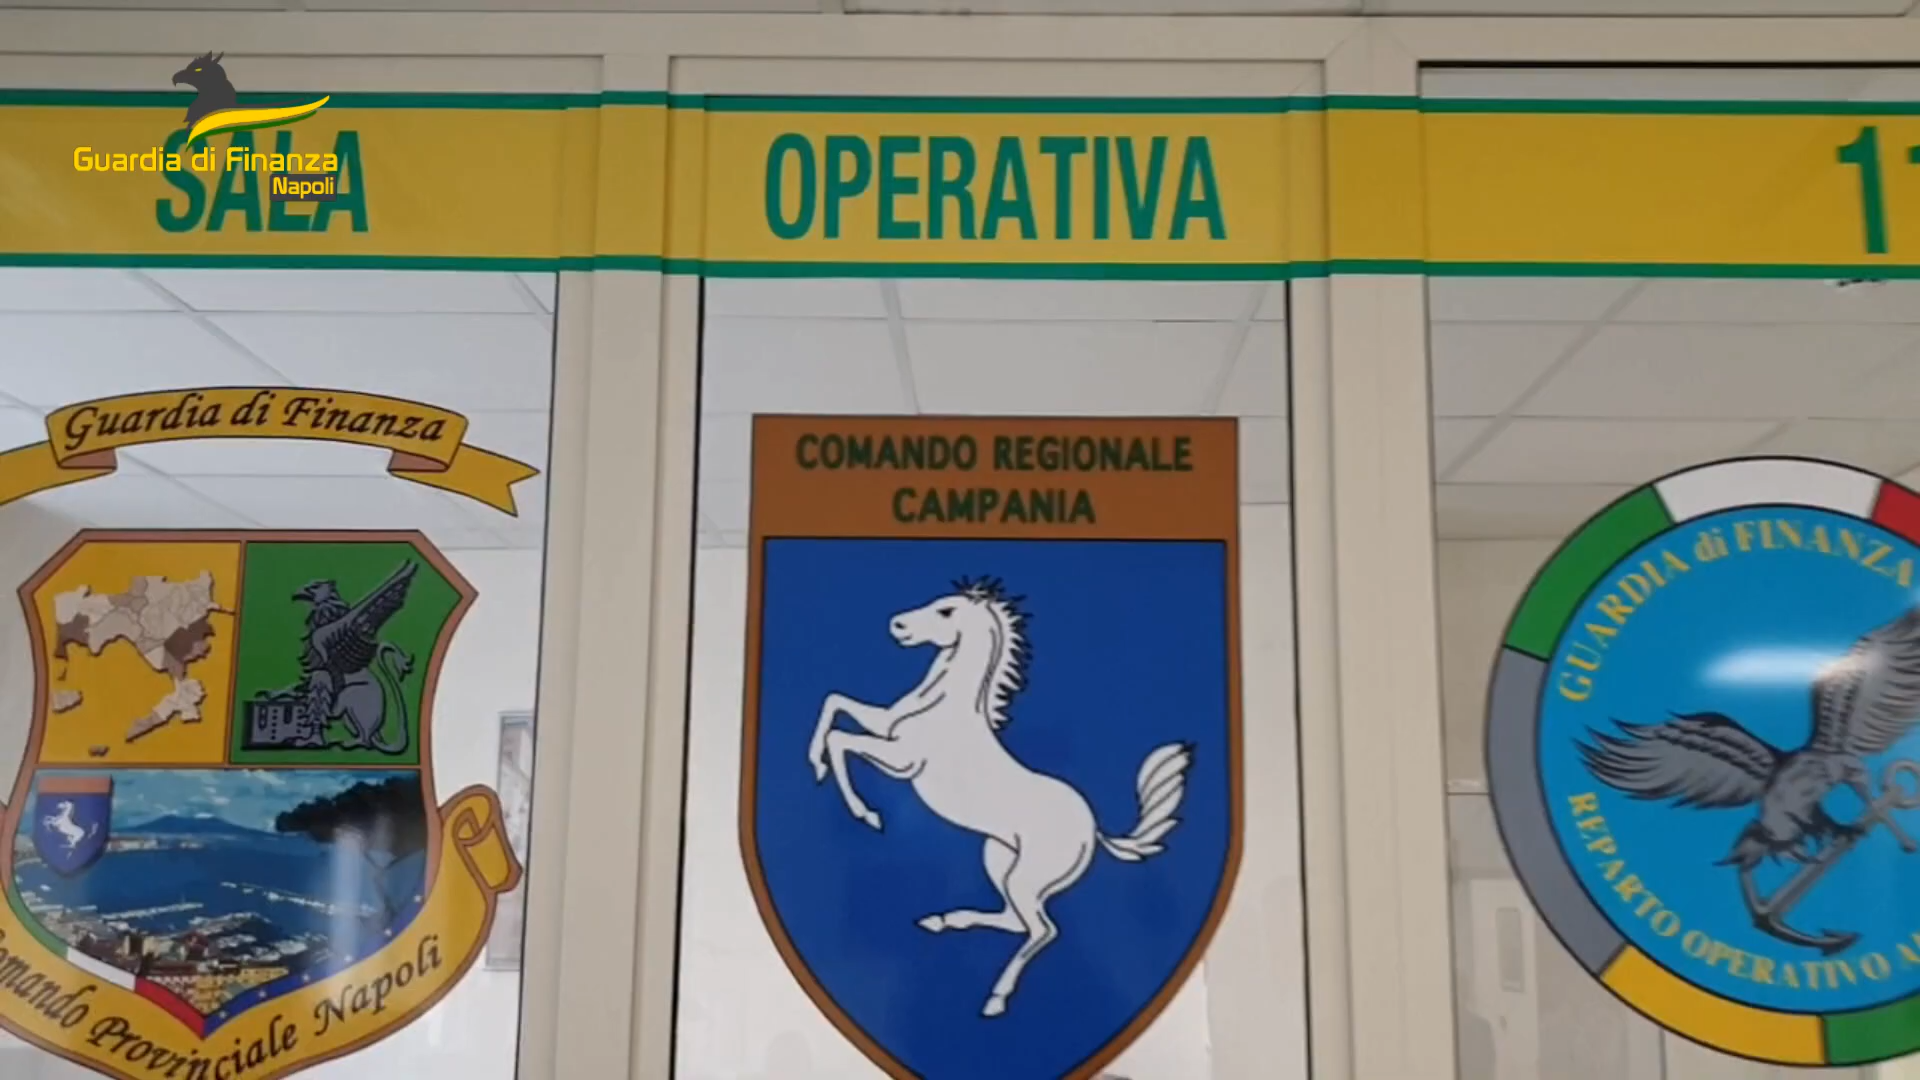 Guardia di Finanza
Napoli
SALA OPERATIVA
Guardia di Finanza
COMANDO REGIONALE
CAMPANIA
GUARDIA di FINANZA
REPARTO OPERATIVO
Provinciale Napoli